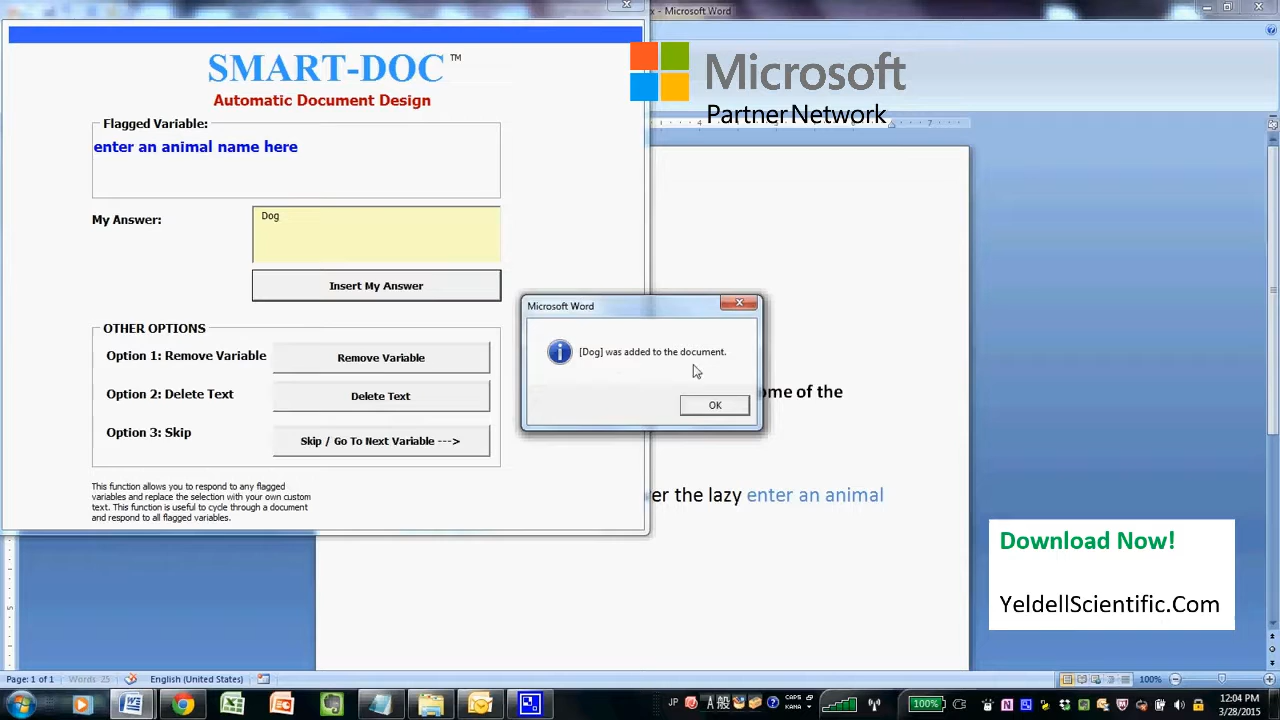 x - Microsoft Word
SMART-DOC™
Automatic Document Design
Microsoft
Partner Network
Flagged Variable:
enter an animal name here
My Answer:
Dog
Insert My Answer
OTHER OPTIONS
Option 1: Remove Variable
Remove Variable
Option 2: Delete Text
Delete Text
Option 3: Skip
Skip / Go To Next Variable --->
This function allows you to respond to any flagged
variables and replace the selection with your own custom
text. This function is useful to cycle through a document
and respond to all flagged variables.
Microsoft Word
[Dog] was added to the document.
OK
ome of the
er the lazy enter an animal
Download Now!
YeldellScientific.Com
Page: 1 of 1
Words: 25
English (United States)
100%
JP
CAPS
KANA
100%
12:04 PM
3/28/2015